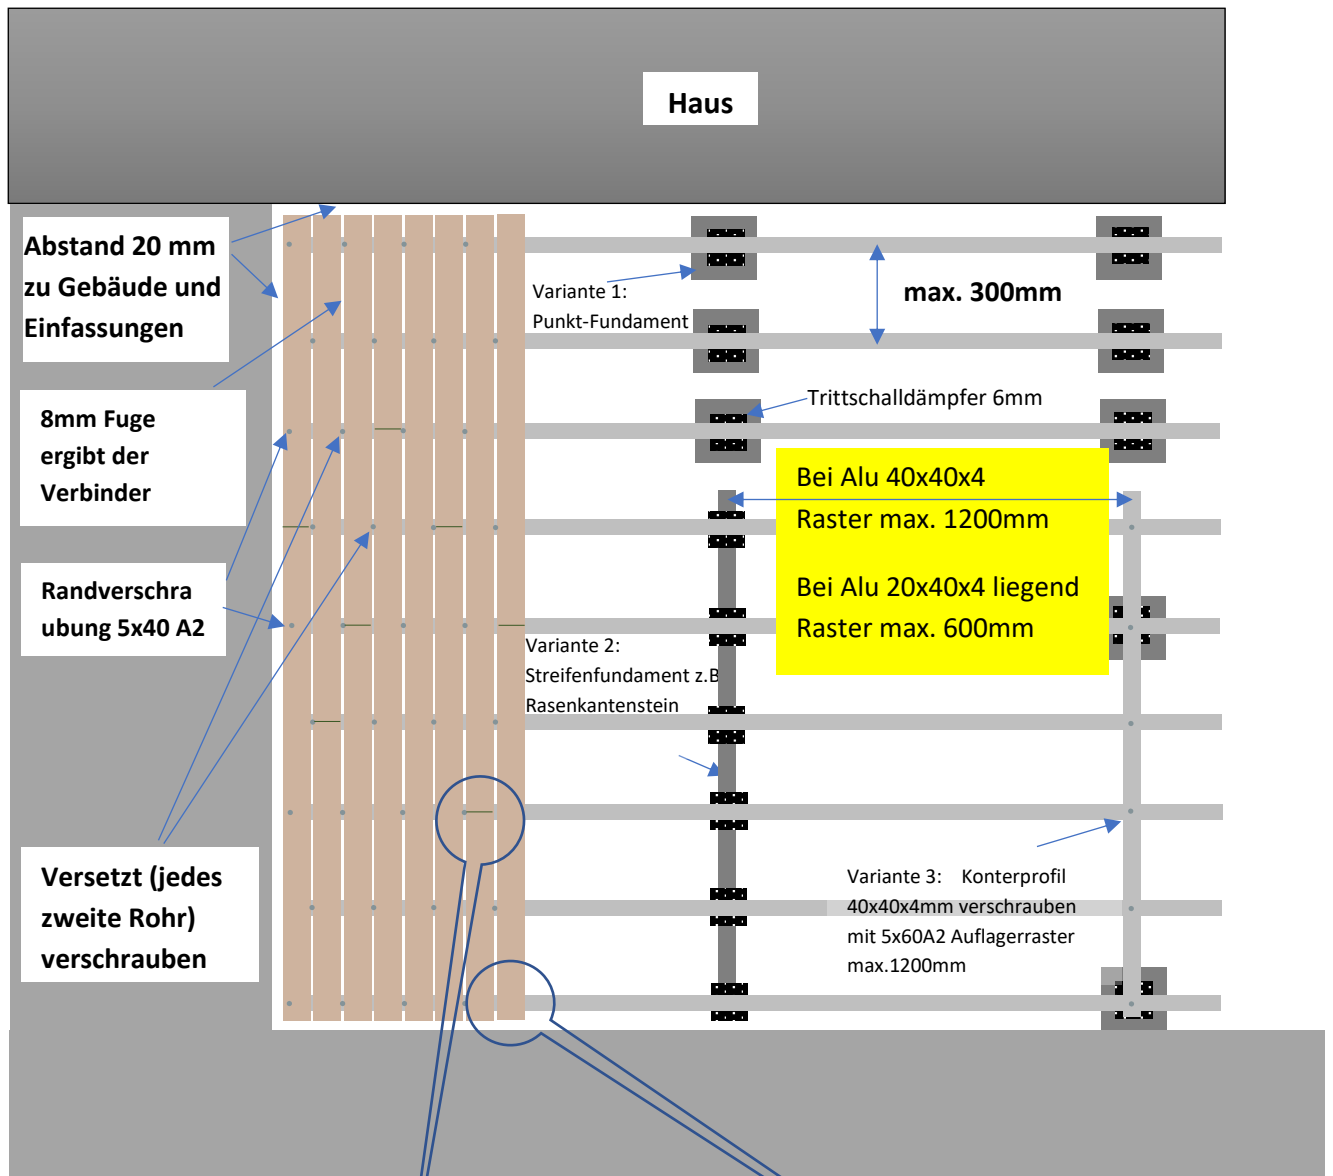 Haus
Abstand 20 mm
zu Gebäude und
Einfassungen
Variante 1:
Punkt-Fundament
max. 300mm
8mm Fuge
ergibt der
Verbinder
Trittschalldämpfer 6mm
Bei Alu 40x40x4
Raster max. 1200mm
Bei Alu 20x40x4 liegend
Raster max. 600mm
Randverschra
ubung 5x40 A2
Variante 2:
Streifenfundament z.B
Rasenkantenstein
Versetzt (jedes
zweite Rohr)
verschrauben
Variante 3: Konterprofil
40x40x4mm verschrauben
mit 5x60A2 Auflagerraster
max.1200mm